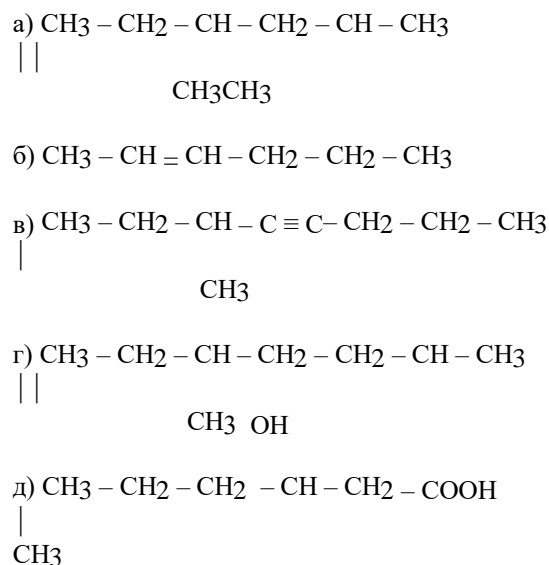 а) CH3 – CH2 – CH – CH2 – CH – CH3
| |
CH3CH3
б) CH3 – CH = CH – CH2 – CH2 – CH3
в) CH3 – CH2 – CH – C ≡ C– CH2 – CH2 – CH3
|
CH3
г) CH3 – CH2 – CH – CH2 – CH2 – CH – CH3
| |
CH3 OH
д) CH3 – CH2 – CH2 – CH – CH2 – COOH
|
CH3